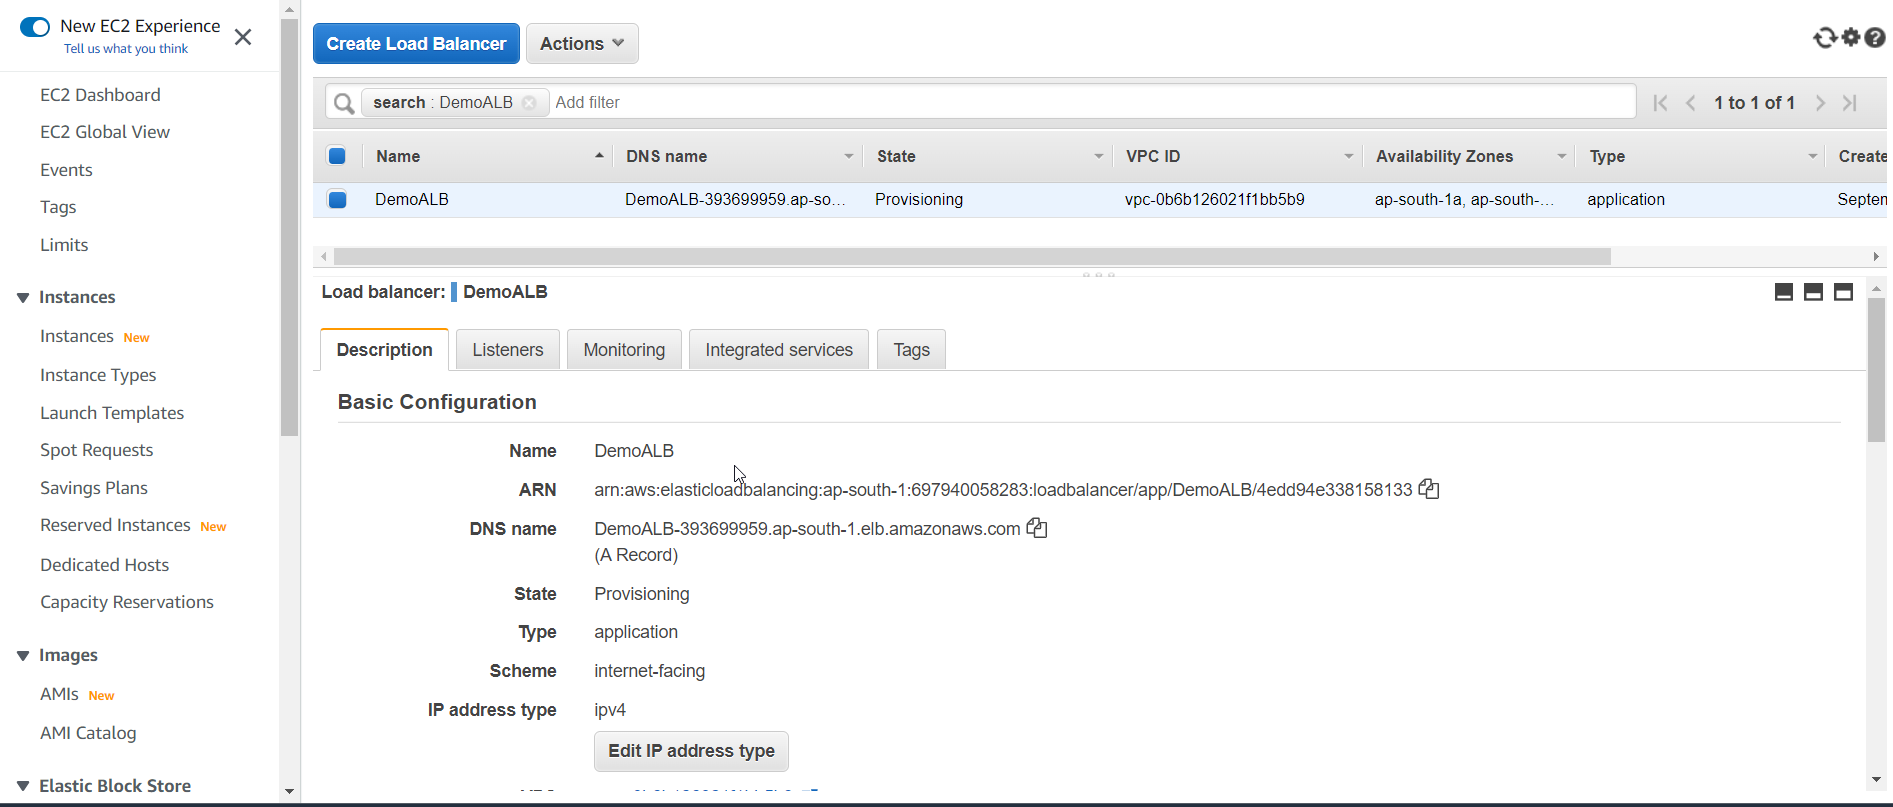 New EC2 Experience
Tell us what you think
EC2 Dashboard
EC2 Global View
Events
Tags
Limits
Instances
Instances New
Instance Types
Launch Templates
Spot Requests
Savings Plans
Reserved Instances New
Dedicated Hosts
Capacity Reservations
Images
AMIs New
AMI Catalog
Elastic Block Store
Create Load Balancer Actions
search : DemoALB Add filter 1 to 1 of 1
Name DNS name State VPC ID Availability Zones Type Create
DemoALB DemoALB-393699959.ap-so... Provisioning vpc-0b6b126021f1bb5b9 ap-south-1a, ap-south-... application Septen
Load balancer: DemoALB
Description Listeners Monitoring Integrated services Tags
Basic Configuration
Name DemoALB
ARN arn:aws:elasticloadbalancing:ap-south-1:697940058283:loadbalancer/app/DemoALB/4edd94e338158133
DNS name DemoALB-393699959.ap-south-1.elb.amazonaws.com
(A Record)
State Provisioning
Type application
Scheme internet-facing
IP address type ipv4
Edit IP address type